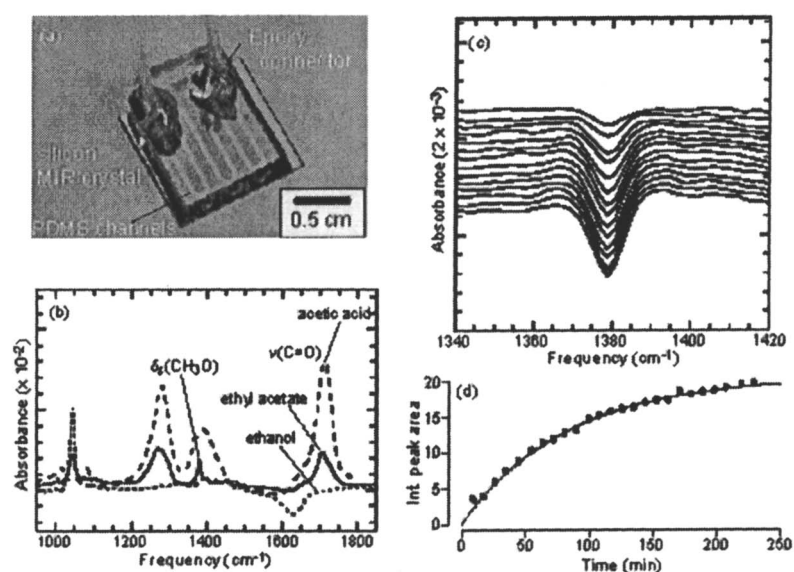 (a)
Epoxy
connector
Silicon
MIR crystal
PDMS channels
0.5 cm
(b)
acetic acid
ν(C=O)
δs(CH3O)
ethyl acetate
ethanol
Absorbance (x 10-2)
1000 1200 1400 1600 1800
Frequency (cm-1)
(c)
Absorbance (2 x 10-3)
1340 1360 1380 1400 1420
Frequency (cm-1)
(d)
Int peak area
20
15
10
5
0
0 50 100 150 200 250
Time (min)